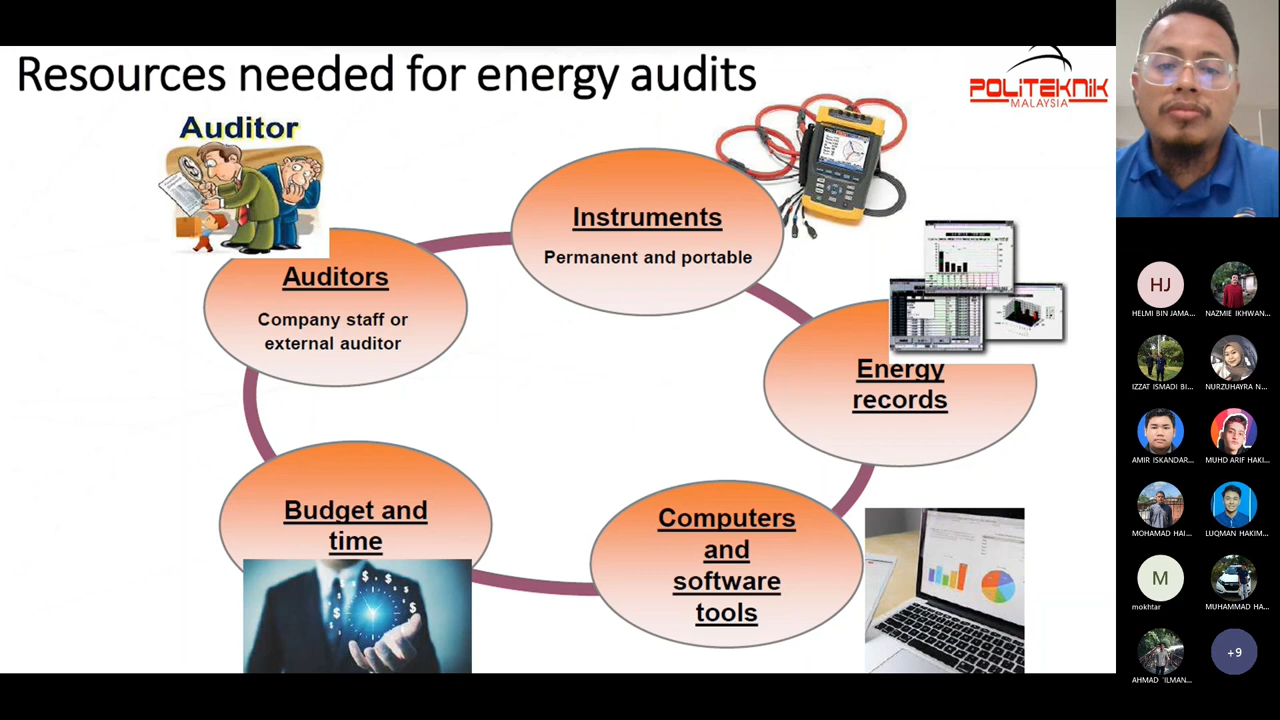 Resources needed for energy audits
POLITEKNIK
MALAYSIA
Auditor
Instruments
Permanent and portable
Auditors
Company staff or
external auditor
Energy
records
Budget and
time
Computers
and
software
tools
HJ
HELMI BIN JAMA...
NAZMIE IKHWAN...
IZZAT ISMADI BI...
NURZUHAYRA N...
AMIR ISKANDAR...
MUHD ARIF HAKI...
MOHAMAD HAI...
LUQMAN HAKIM...
M
mokhtar
MUHAMMAD HA...
AHMAD 'ILMAN...
+9